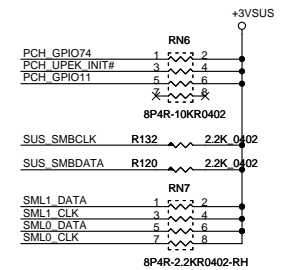 +3VSUS
RN6
PCH_GPIO74 1 2
PCH_UPEK_INIT# 3 4
PCH_GPIO11 5 6
7 8
8P4R-10KR0402
SUS_SMBCLK R132 2.2K_0402
SUS_SMBDATA R120 2.2K_0402
RN7
SML1_DATA 1 2
SML1_CLK 3 4
SML0_DATA 5 6
SML0_CLK 7 8
8P4R-2.2KR0402-RH